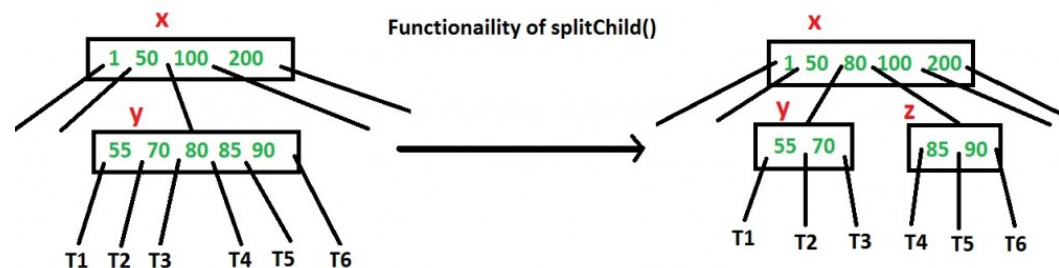 x
Functionaility of splitChild()
x
1 50 100 200
1 50 80 100 200
y
y
z
55 70 80 85 90
55 70
85 90
T1 T2 T3 T4 T5 T6
T1 T2 T3 T4 T5 T6